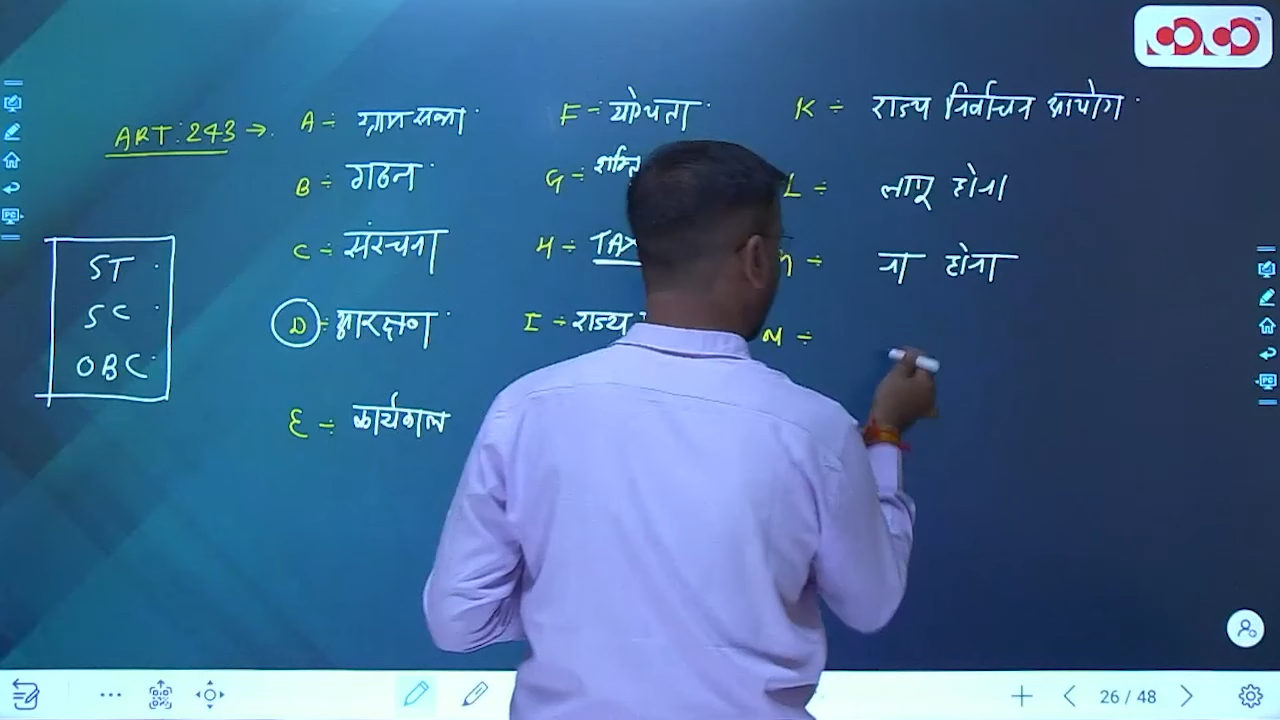 ART: 243 →
A ÷ ग्रामसभा
B ÷ गठन
C ÷ संरचना
D ÷ आरक्षण
E ÷ कार्यकाल
F ÷ योग्यता
G ÷
H ÷ TAX
I ÷ राज्य
K ÷ राज्य निर्वाचन आयोग
L ÷ लागू होना
÷ ना होना
N ÷
ST
SC
OBC
26 / 48